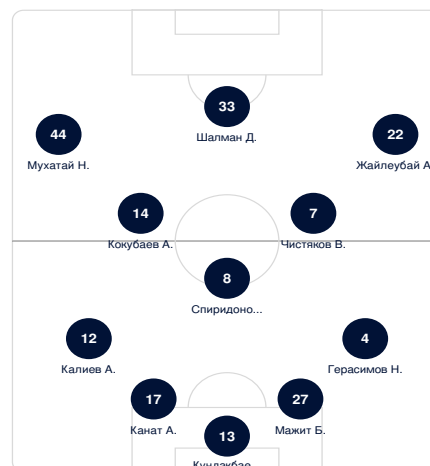 33
Шалман Д.
44
22
Мухатай Н.
Жайлеубай А
14
7
Кокубаев А.
Чистяков В.
8
Спиридоно...
12
4
Калиев А.
Герасимов Н.
17
27
Канат А.
Мажит Б.
13